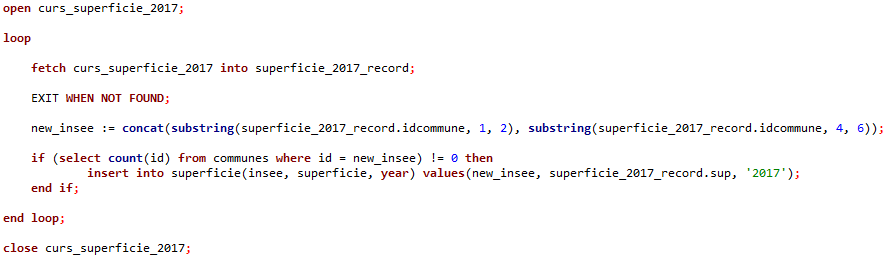 open curs_superficie_2017;
loop
fetch curs_superficie_2017 into superficie_2017_record;
EXIT WHEN NOT FOUND;
new_insee := concat(substring(superficie_2017_record.idcommune, 1, 2), substring(superficie_2017_record.idcommune, 4, 6));
if (select count(id) from communes where id = new_insee) != 0 then
insert into superficie(insee, superficie, year) values(new_insee, superficie_2017_record.sup, '2017');
end if;
end loop;
close curs_superficie_2017;